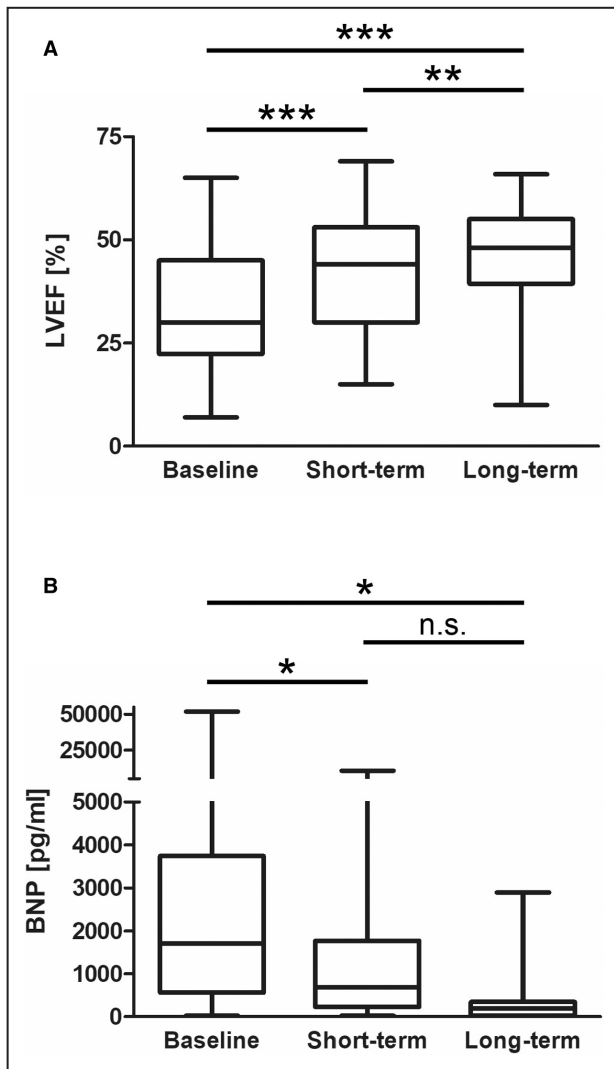 A
***
**
***
75
50
25
0
LVEF [%]
Baseline Short-term Long-term
B
*
n.s.
*
50000
25000
5000
4000
3000
2000
1000
0
BNP [pg/ml]
Baseline Short-term Long-term